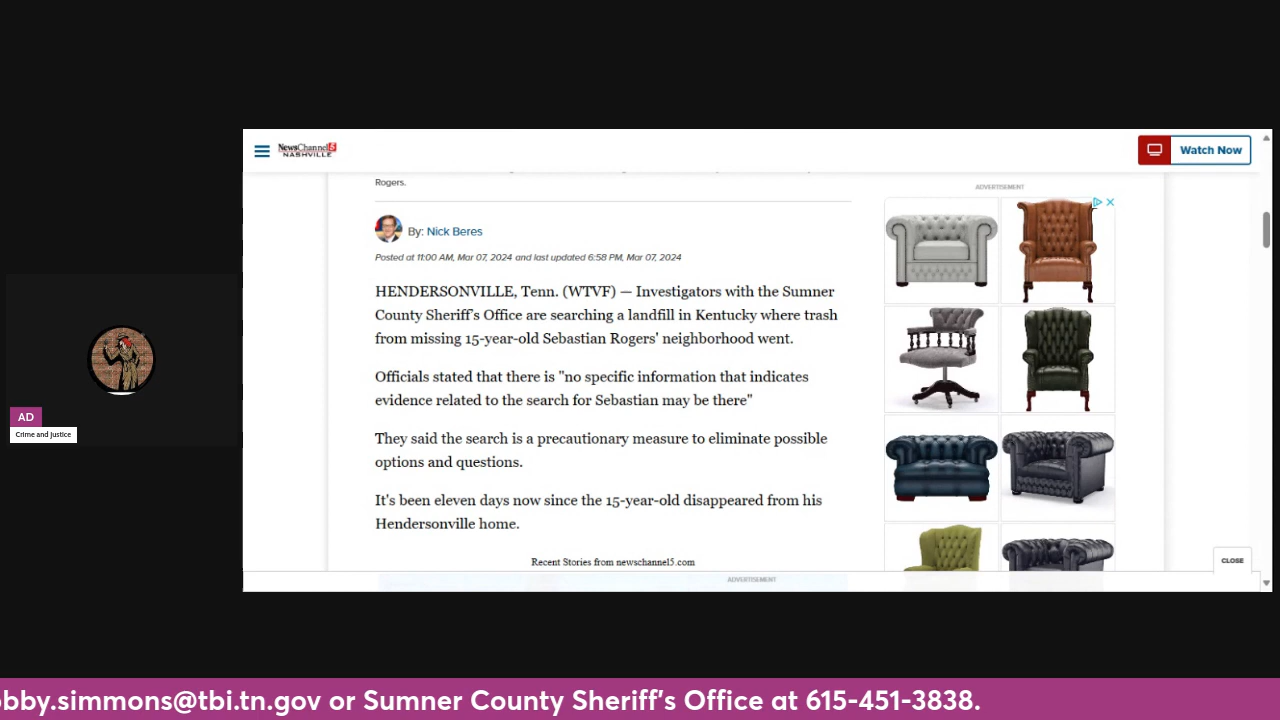 NewsChannel 5
NASHVILLE
Watch Now
Rogers.
By: Nick Beres
Posted at 11:00 AM, Mar 07, 2024 and last updated 6:58 PM, Mar 07, 2024
HENDERSONVILLE, Tenn. (WTVF) — Investigators with the Sumner
County Sheriff's Office are searching a landfill in Kentucky where trash
from missing 15-year-old Sebastian Rogers' neighborhood went.
Officials stated that there is "no specific information that indicates
evidence related to the search for Sebastian may be there"
They said the search is a precautionary measure to eliminate possible
options and questions.
It's been eleven days now since the 15-year-old disappeared from his
Hendersonville home.
Recent Stories from newschannel5.com
ADVERTISEMENT
CLOSE
ADVERTISEMENT
AD
Crime and Justice
obby.simmons@tbi.tn.gov or Sumner County Sheriff's Office at 615-451-3838.